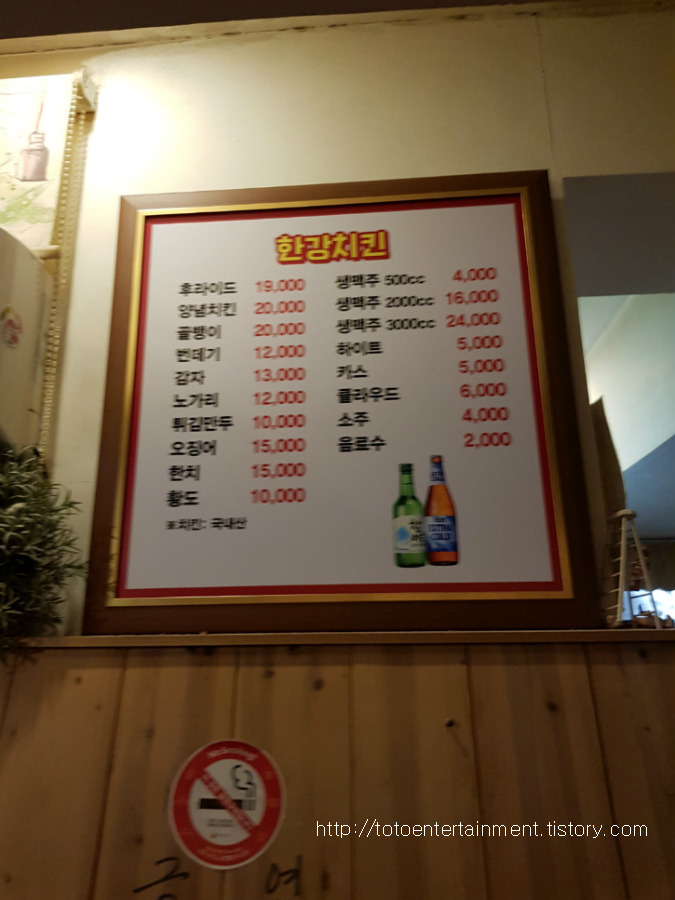 한강치킨
후라이드 19,000
양념치킨 20,000
골뱅이 20,000
번데기 12,000
감자 13,000
노가리 12,000
튀김만두 10,000
오징어 15,000
한치 15,000
황도 10,000
※치킨: 국내산
생맥주 500cc 4,000
생맥주 2000cc 16,000
생맥주 3000cc 24,000
하이트 5,000
카스 5,000
클라우드 6,000
소주 4,000
음료수 2,000
http://totoentertainment.tistory.com